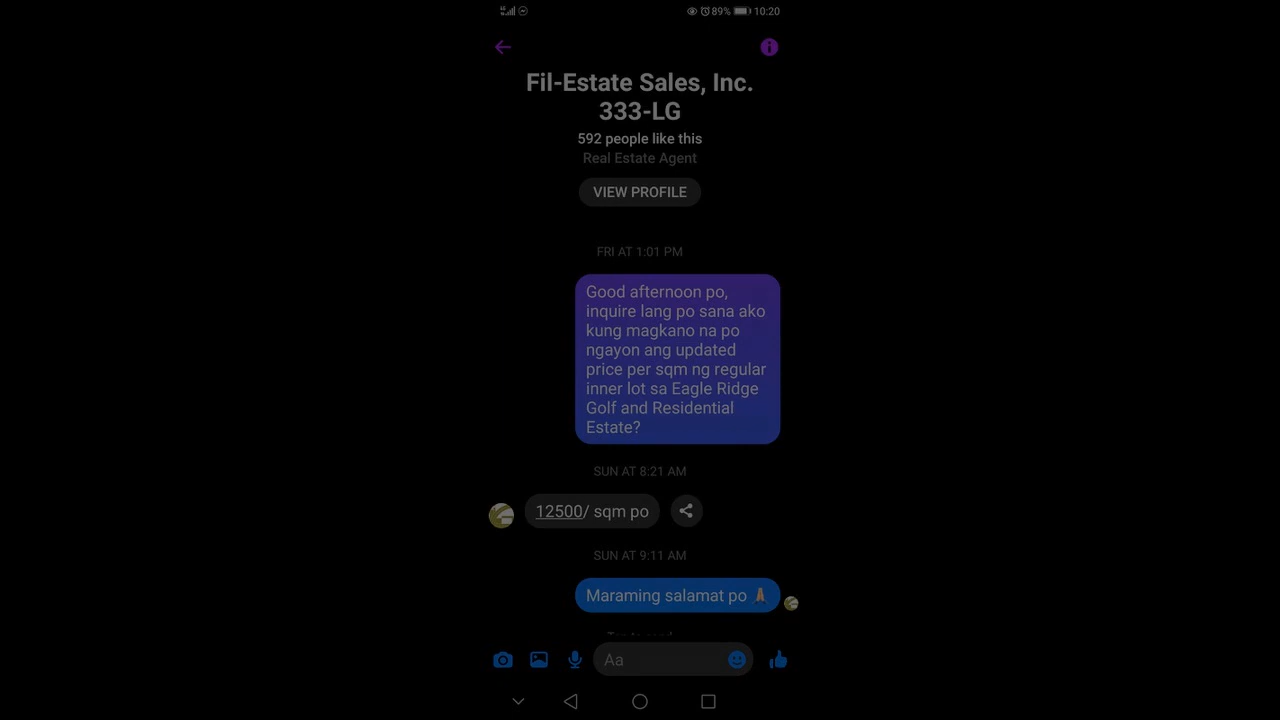 89% 10:20
Fil-Estate Sales, Inc.
333-LG
592 people like this
Real Estate Agent
VIEW PROFILE
FRI AT 1:01 PM
Good afternoon po,
inquire lang po sana ako
kung magkano na po
ngayon ang updated
price per sqm ng regular
inner lot sa Eagle Ridge
Golf and Residential
Estate?
SUN AT 8:21 AM
12500/ sqm po
SUN AT 9:11 AM
Maraming salamat po 🙏
Aa